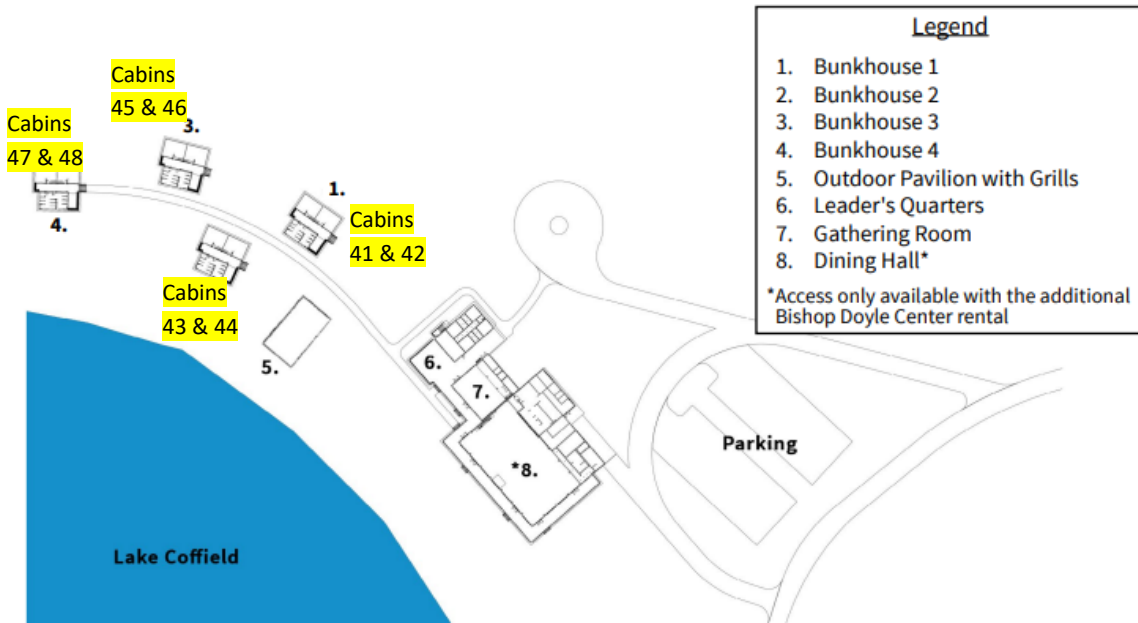 Legend
1. Bunkhouse 1
2. Bunkhouse 2
3. Bunkhouse 3
4. Bunkhouse 4
5. Outdoor Pavilion with Grills
6. Leader's Quarters
7. Gathering Room
8. Dining Hall*
*Access only available with the additional
Bishop Doyle Center rental
Cabins
45 & 46
3.
Cabins
47 & 48
4.
1.
Cabins
41 & 42
Cabins
43 & 44
5.
6.
7.
*8.
Parking
Lake Coffield